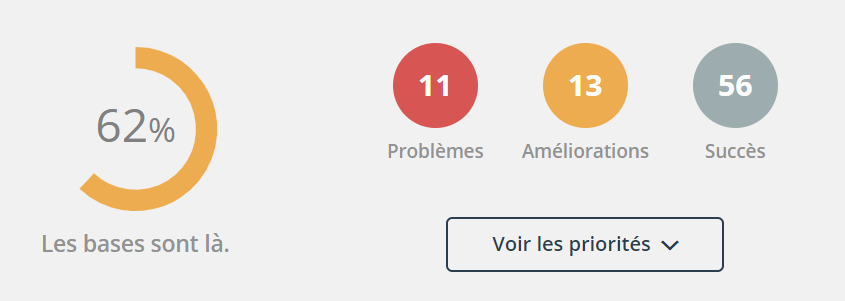 62%
Les bases sont là.
11
Problèmes
13
Améliorations
56
Succès
Voir les priorités